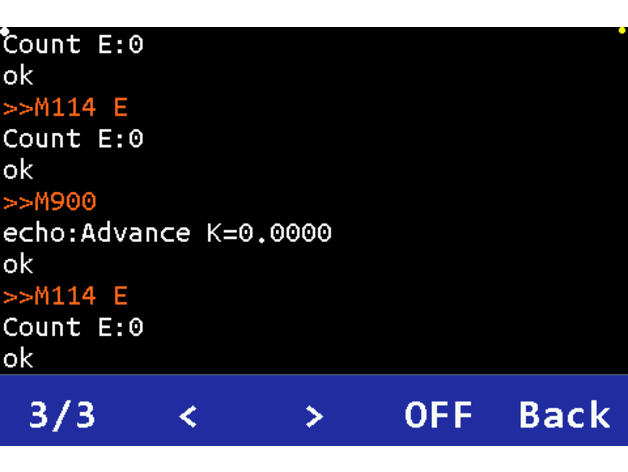 Count E:0
ok
>>M114 E
Count E:0
ok
>>M900
echo:Advance K=0.0000
ok
>>M114 E
Count E:0
ok
3/3 < > OFF Back